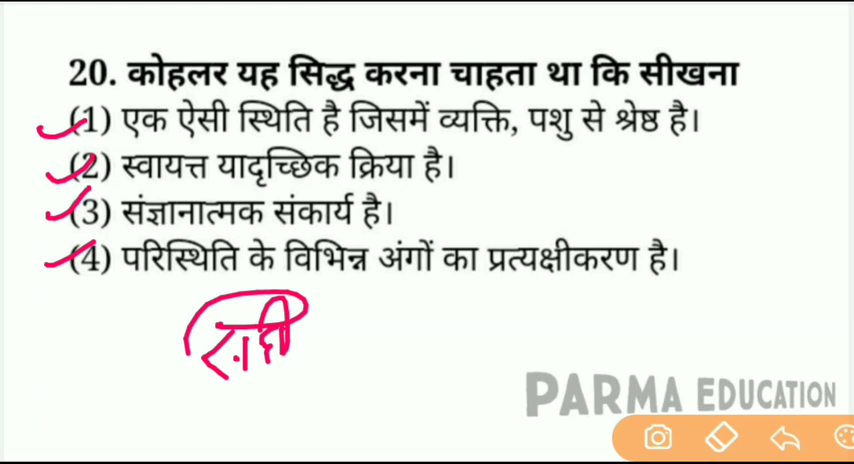 20. कोहलर यह सिद्ध करना चाहता था कि सीखना
(1) एक ऐसी स्थिति है जिसमें व्यक्ति, पशु से श्रेष्ठ है।
(2) स्वायत्त यादृच्छिक क्रिया है।
(3) संज्ञानात्मक संकार्य है।
(4) परिस्थिति के विभिन्न अंगों का प्रत्यक्षीकरण है।
PARMA EDUCATION